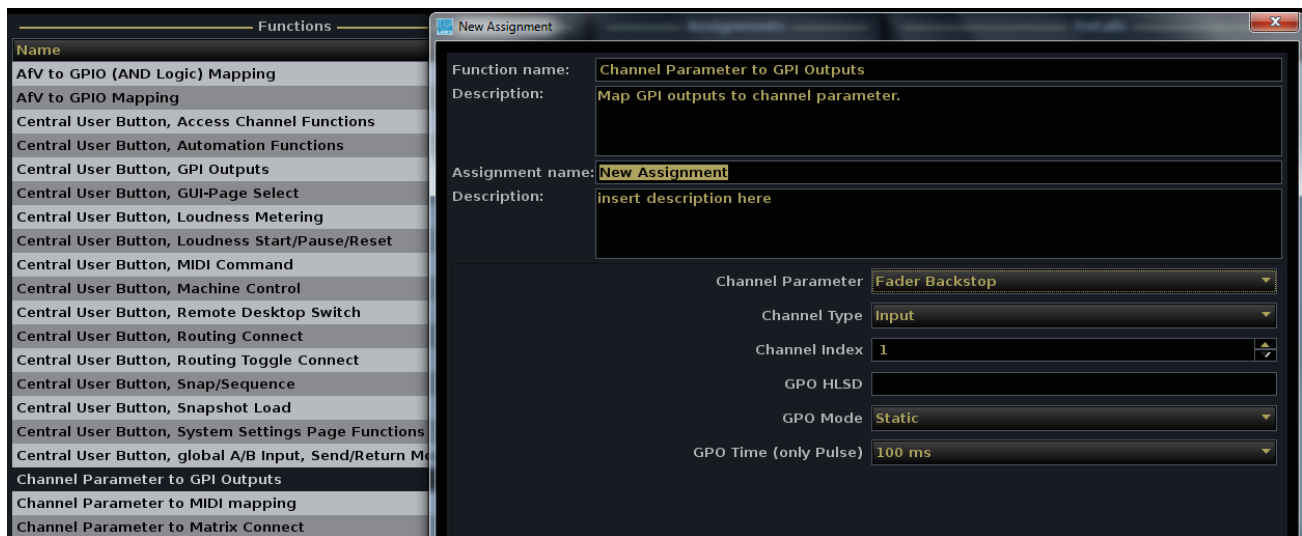 Functions
Name
AfV to GPIO (AND Logic) Mapping
AfV to GPIO Mapping
Central User Button, Access Channel Functions
Central User Button, Automation Functions
Central User Button, GPI Outputs
Central User Button, GUI-Page Select
Central User Button, Loudness Metering
Central User Button, Loudness Start/Pause/Reset
Central User Button, MIDI Command
Central User Button, Machine Control
Central User Button, Remote Desktop Switch
Central User Button, Routing Connect
Central User Button, Routing Toggle Connect
Central User Button, Snap/Sequence
Central User Button, Snapshot Load
Central User Button, System Settings Page Functions
Central User Button, global A/B Input, Send/Return
Channel Parameter to GPI Outputs
Channel Parameter to MIDI mapping
Channel Parameter to Matrix Connect
New Assignment
Function name: Channel Parameter to GPI Outputs
Description: Map GPI outputs to channel parameter.
Assignment name: New Assignment
Description: insert description here
Channel Parameter Fader Backstop
Channel Type Input
Channel Index 1
GPO HLSD
GPO Mode Static
GPO Time (only Pulse) 100 ms